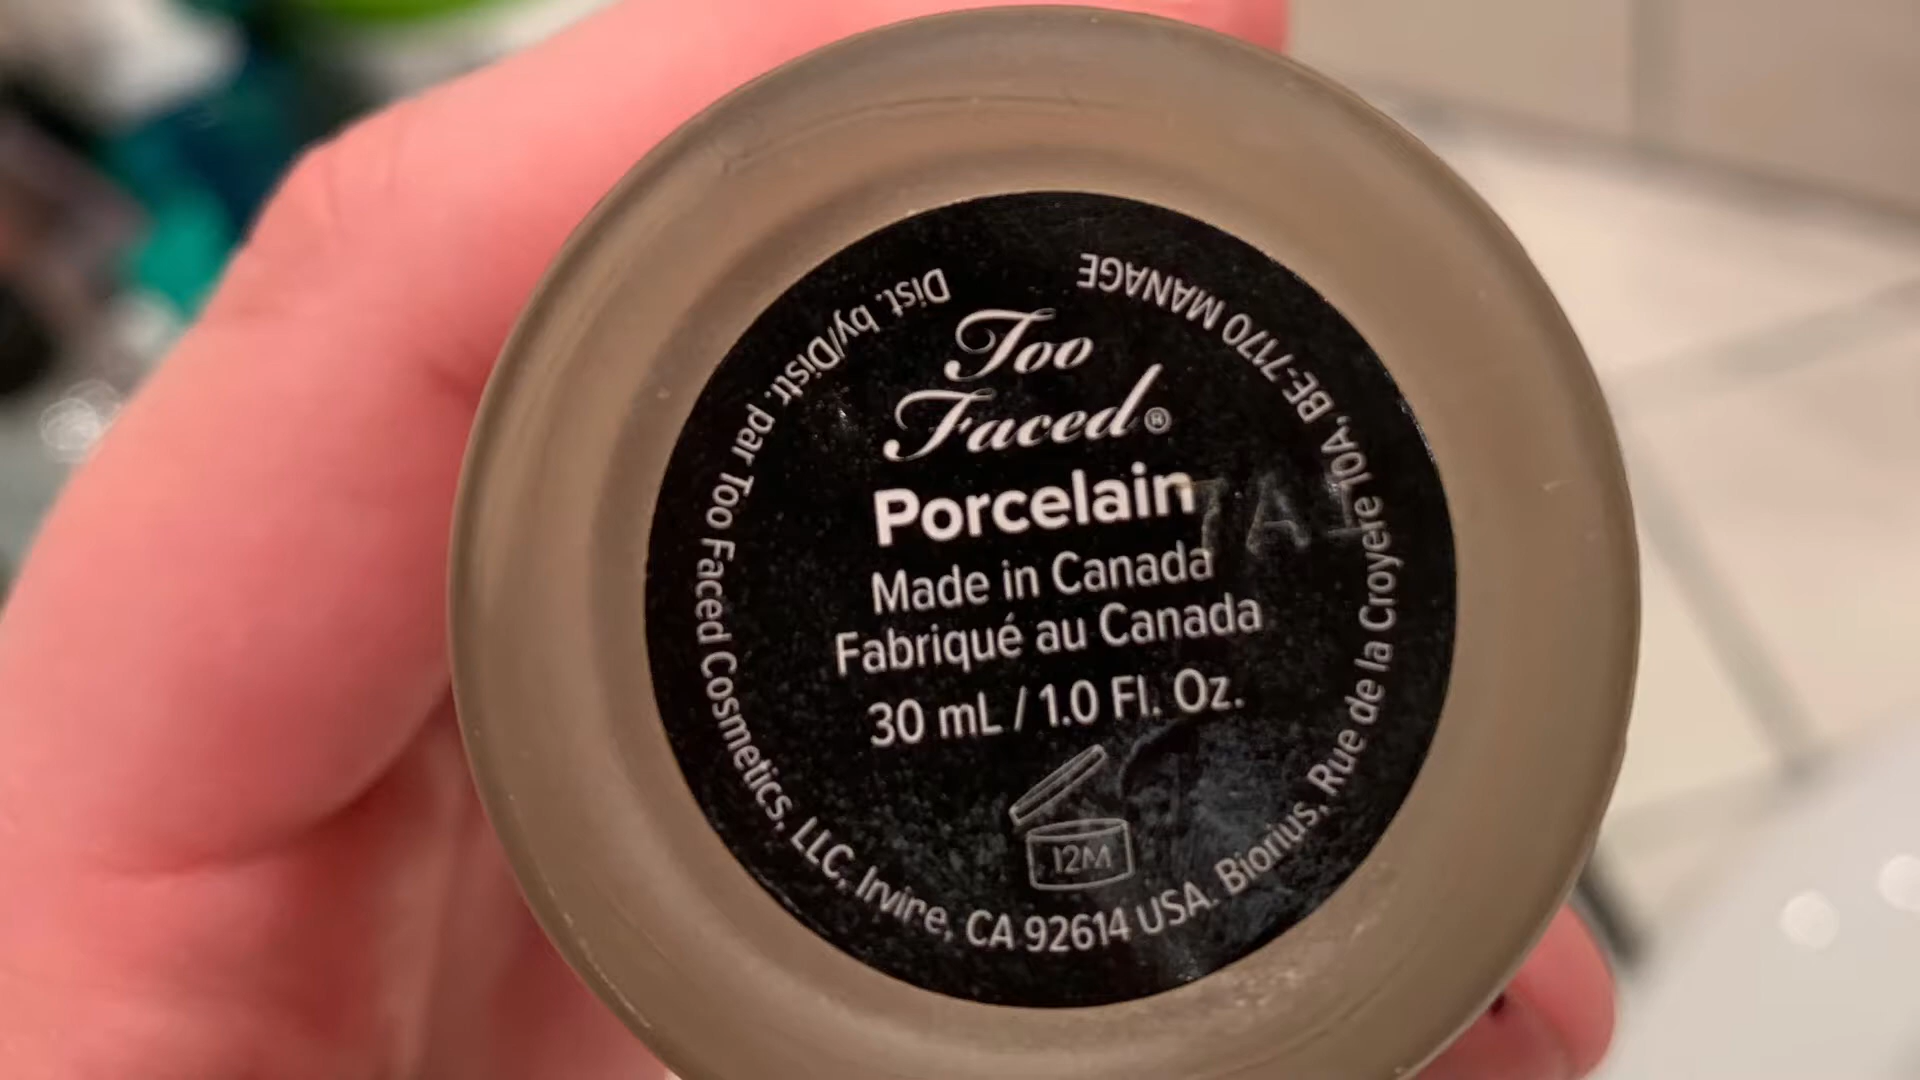 Too
Faced®
Porcelain
Made in Canada
Fabriqué au Canada
30 mL / 1.0 Fl. Oz.
12M
Dist. by/Distr. par Too Faced Cosmetics, LLC, Irvine, CA 92614 USA. Biorius, Rue de la Croyere 10A, BE-7170 MANAGE